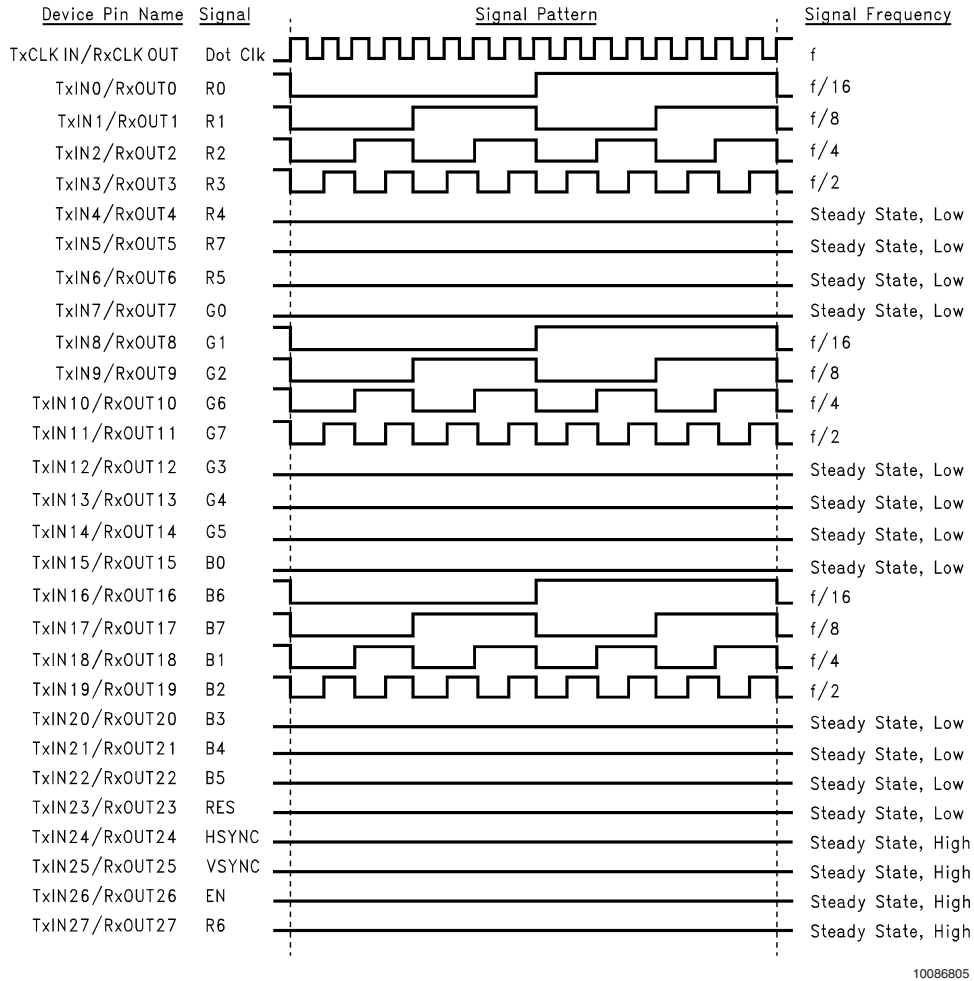 Device Pin Name Signal Signal Pattern Signal Frequency
TxCLK IN/RxCLK OUT Dot Clk f
TxIN0/RxOUT0 R0 f/16
TxIN1/RxOUT1 R1 f/8
TxIN2/RxOUT2 R2 f/4
TxIN3/RxOUT3 R3 f/2
TxIN4/RxOUT4 R4 Steady State, Low
TxIN5/RxOUT5 R7 Steady State, Low
TxIN6/RxOUT6 R5 Steady State, Low
TxIN7/RxOUT7 G0 Steady State, Low
TxIN8/RxOUT8 G1 f/16
TxIN9/RxOUT9 G2 f/8
TxIN10/RxOUT10 G6 f/4
TxIN11/RxOUT11 G7 f/2
TxIN12/RxOUT12 G3 Steady State, Low
TxIN13/RxOUT13 G4 Steady State, Low
TxIN14/RxOUT14 G5 Steady State, Low
TxIN15/RxOUT15 B0 Steady State, Low
TxIN16/RxOUT16 B6 f/16
TxIN17/RxOUT17 B7 f/8
TxIN18/RxOUT18 B1 f/4
TxIN19/RxOUT19 B2 f/2
TxIN20/RxOUT20 B3 Steady State, Low
TxIN21/RxOUT21 B4 Steady State, Low
TxIN22/RxOUT22 B5 Steady State, Low
TxIN23/RxOUT23 RES Steady State, Low
TxIN24/RxOUT24 HSYNC Steady State, High
TxIN25/RxOUT25 VSYNC Steady State, High
TxIN26/RxOUT26 EN Steady State, High
TxIN27/RxOUT27 R6 Steady State, High
10086805